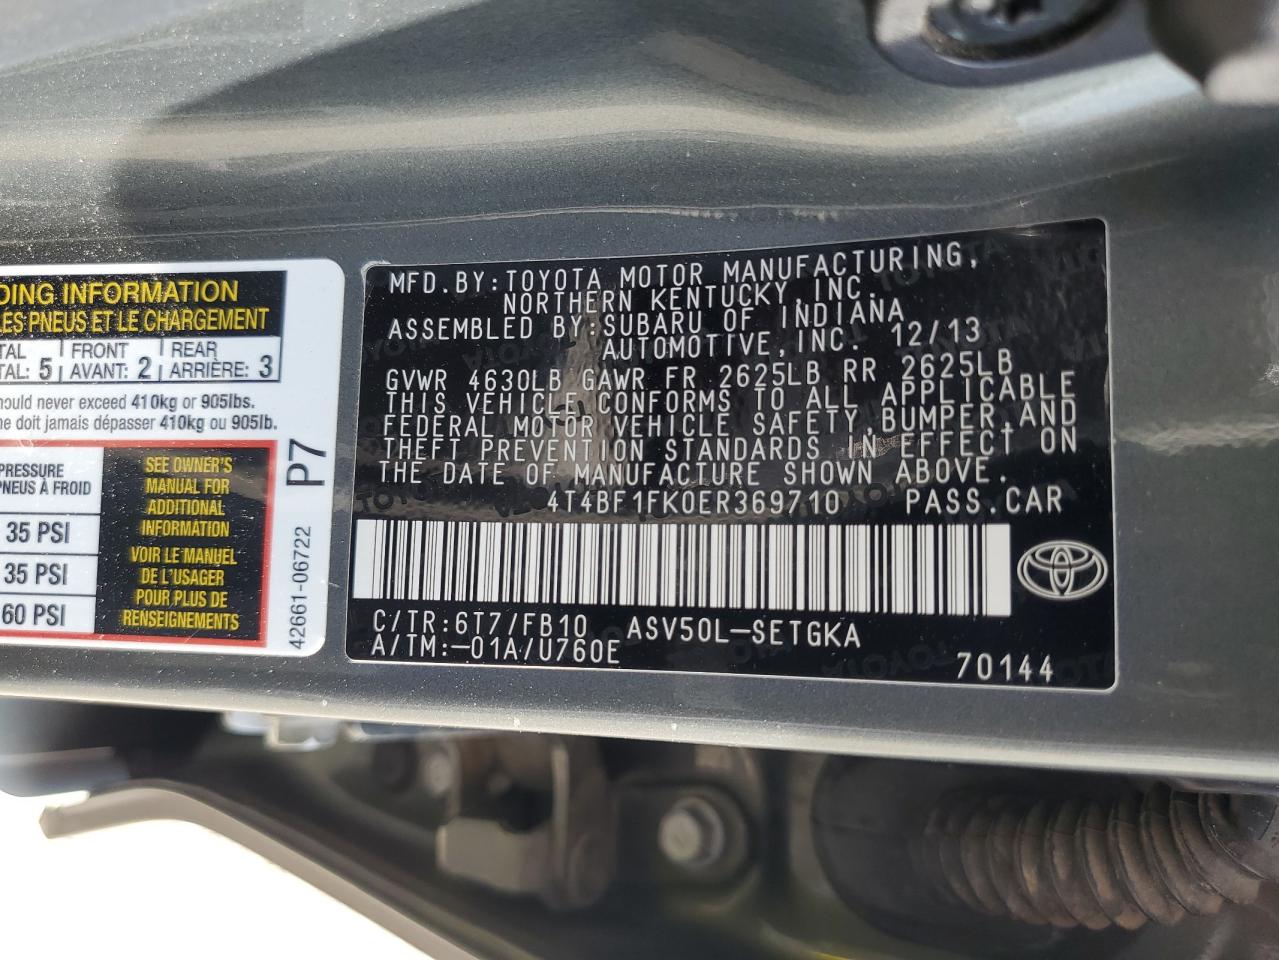 DING INFORMATION
LES PNEUS ET LE CHARGEMENT
TAL 5 FRONT 2 REAR 3
TAL: AVANT: ARRIÈRE:
ould never exceed 410kg or 905lbs.
ne doit jamais dépasser 410kg ou 905lb.
PRESSURE
PNEUS À FROID
35 PSI
35 PSI
60 PSI
SEE OWNER'S
MANUAL FOR
ADDITIONAL
INFORMATION
VOIR LE MANUEL
DE L'USAGER
POUR PLUS DE
RENSEIGNEMENTS
P7
42661-06722
MFD.BY:TOYOTA MOTOR MANUFACTURING,
NORTHERN KENTUCKY,INC.
ASSEMBLED BY:SUBARU OF INDIANA
AUTOMOTIVE,INC. 12/13
GVWR 4630LB GAWR FR 2625LB RR 2625LB
THIS VEHICLE CONFORMS TO ALL APPLICABLE
FEDERAL MOTOR VEHICLE SAFETY,BUMPER,AND
THEFT PREVENTION STANDARDS IN EFFECT ON
THE DATE OF MANUFACTURE SHOWN ABOVE.
4T4BF1FK0ER369710 PASS.CAR
C/TR:6T7/FB10 ASV50L-SETGKA
A/TM:-01A/U760E
70144